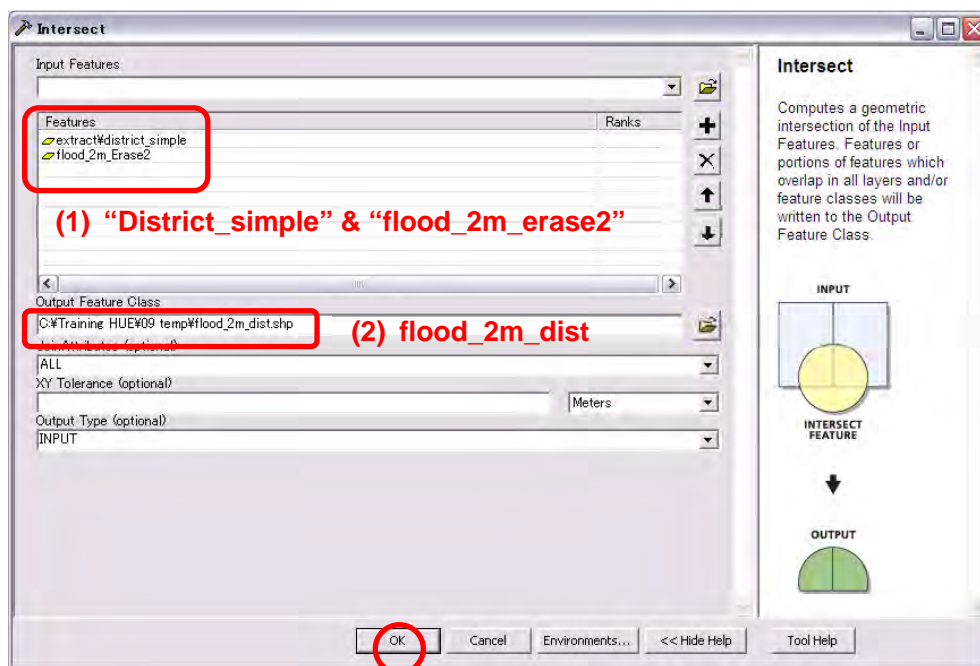 Intersect
Input Features
Features Ranks
extract¥district_simple
flood_2m_Erase2
(1) “District_simple” & “flood_2m_erase2”
Output Feature Class
C:¥Training HUE¥09 temp¥flood_2m_dist.shp
(2) flood_2m_dist
JoinAttributes (optional)
ALL
XY Tolerance (optional)
Meters
Output Type (optional)
INPUT
OK Cancel Environments... << Hide Help Tool Help
Intersect
Computes a geometric
intersection of the Input
Features. Features or
portions of features which
overlap in all layers and/or
feature classes will be
written to the Output
Feature Class.
INPUT
INTERSECT
FEATURE
OUTPUT